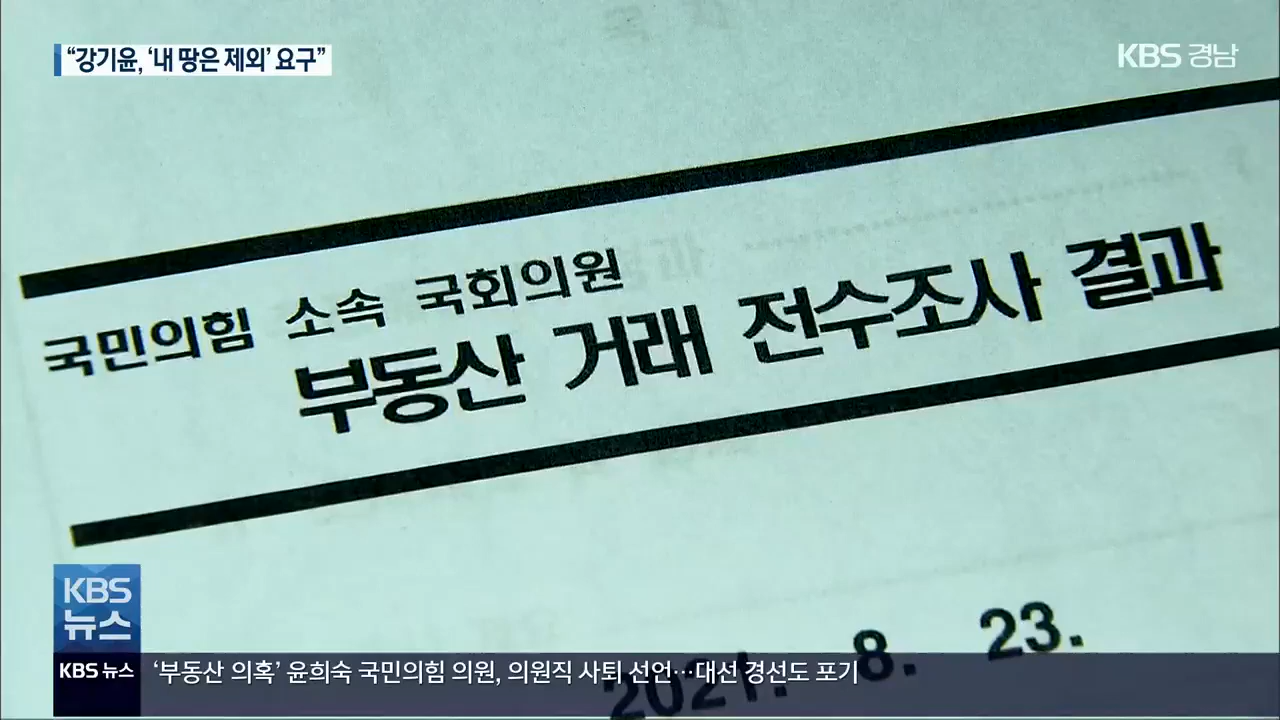 “강기윤, ‘내 땅은 제외’ 요구”
KBS 경남
국민의힘 소속 국회의원
부동산 거래 전수조사 결과
2021. 8. 23.
KBS
뉴스
KBS 뉴스 ‘부동산 의혹’ 윤희숙 국민의힘 의원, 의원직 사퇴 선언…대선 경선도 포기